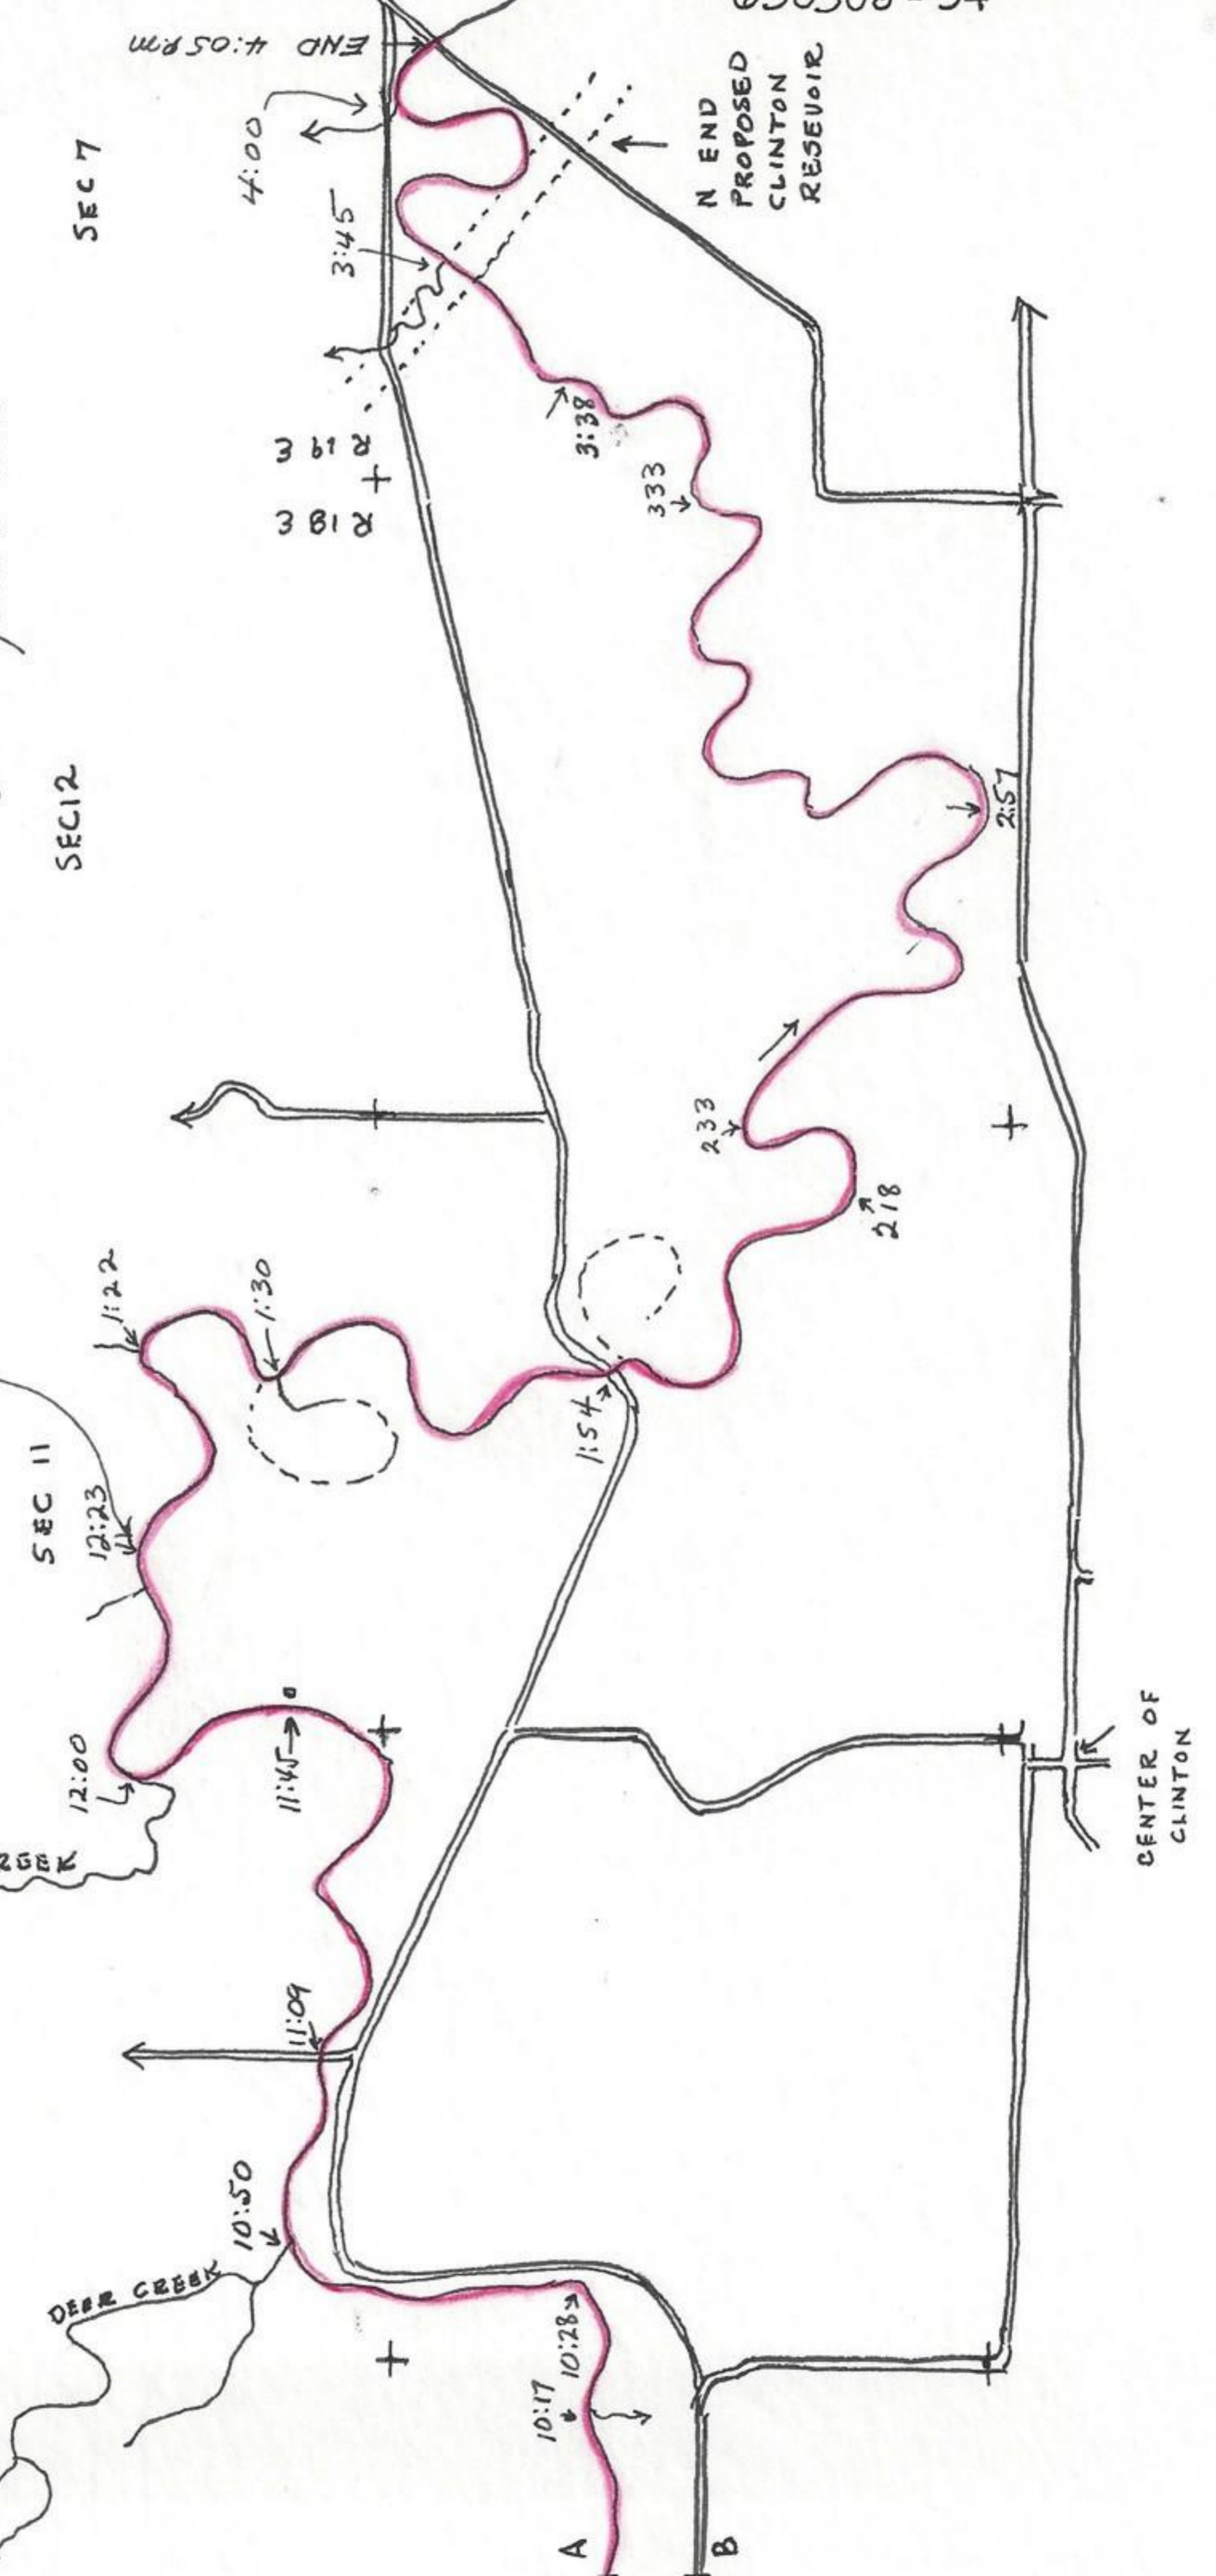 END 4:05 P.M
SEC 7
4:00
3:45
N END
PROPOSED
CLINTON
RESEVOIR
3:38
333
R 19 E
R 18 E
SEC12
2:57
233
218
1:22
1:30
1:54
SEC 11
12:23
12:00
11:45
CENTER OF
CLINTON
11:09
10:50
DEER CREEK
10:28
10:17
A
B